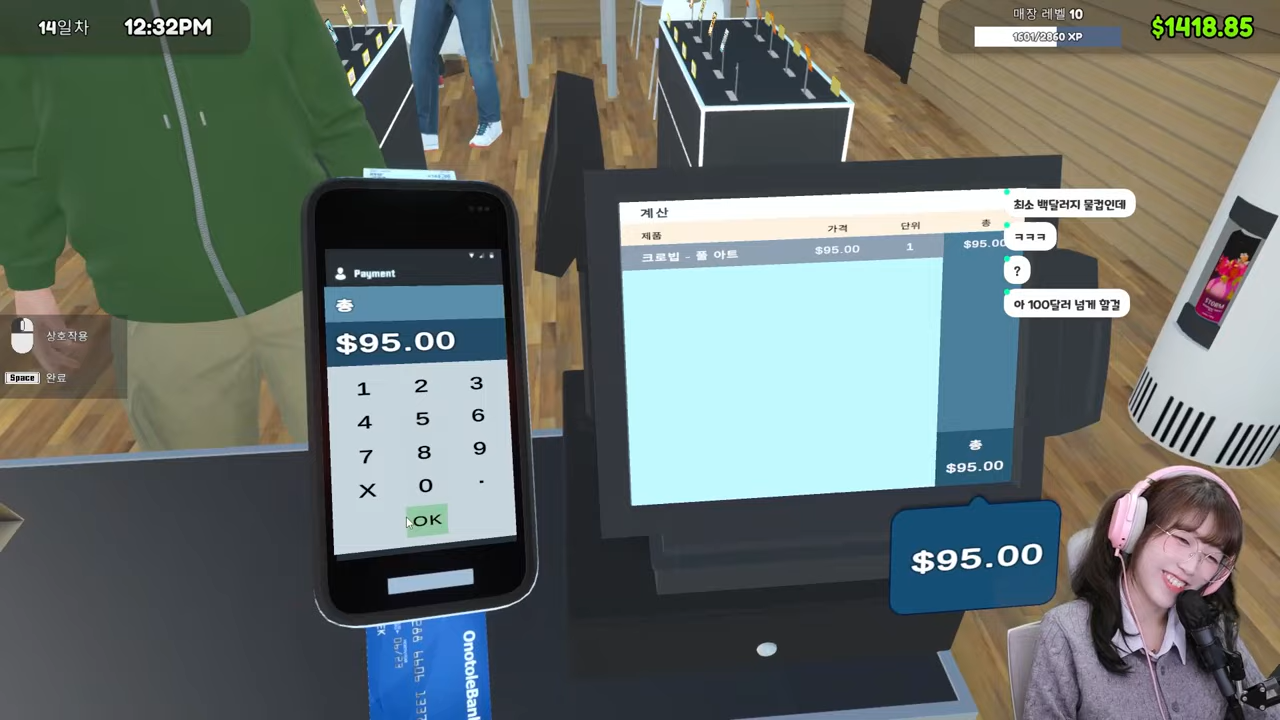 14일차
12:32PM
매장 레벨 10
1601/2860 XP
$1418.85
상호작용
Space 완료
Payment
총
$95.00
1 2 3
4 5 6
7 8 9
X 0 .
OK
계산
제품 가격 단위 총
크로빕 - 풀 아트 $95.00 1 $95.00
총
$95.00
$95.00
최소 백달러지 물컵인데
ㅋㅋㅋ
?
아 100달러 넘게 할걸
STORM
OnotoleBank